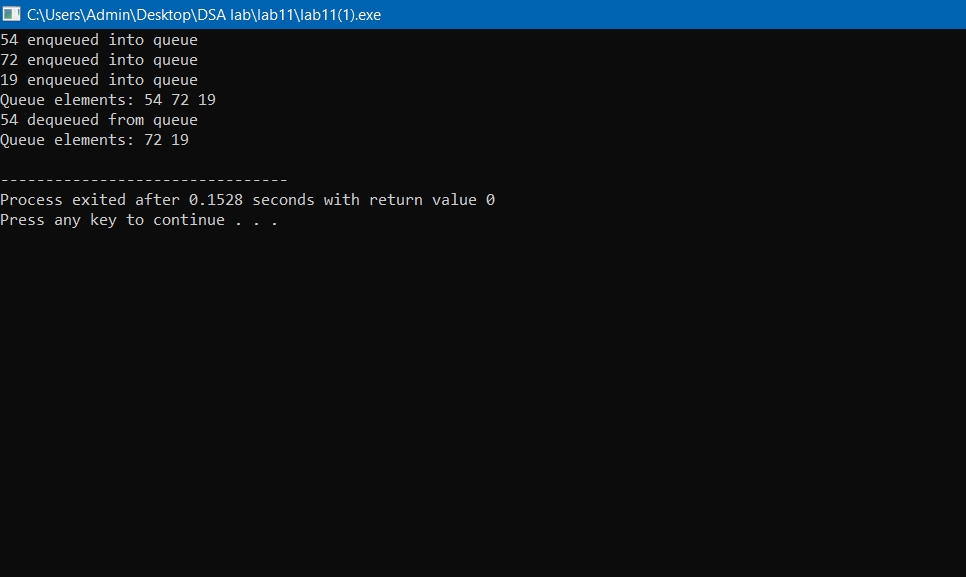 C:\Users\Admin\Desktop\DSA lab\lab11\lab11(1).exe
54 enqueued into queue
72 enqueued into queue
19 enqueued into queue
Queue elements: 54 72 19
54 dequeued from queue
Queue elements: 72 19
--------------------------------
Process exited after 0.1528 seconds with return value 0
Press any key to continue . . .